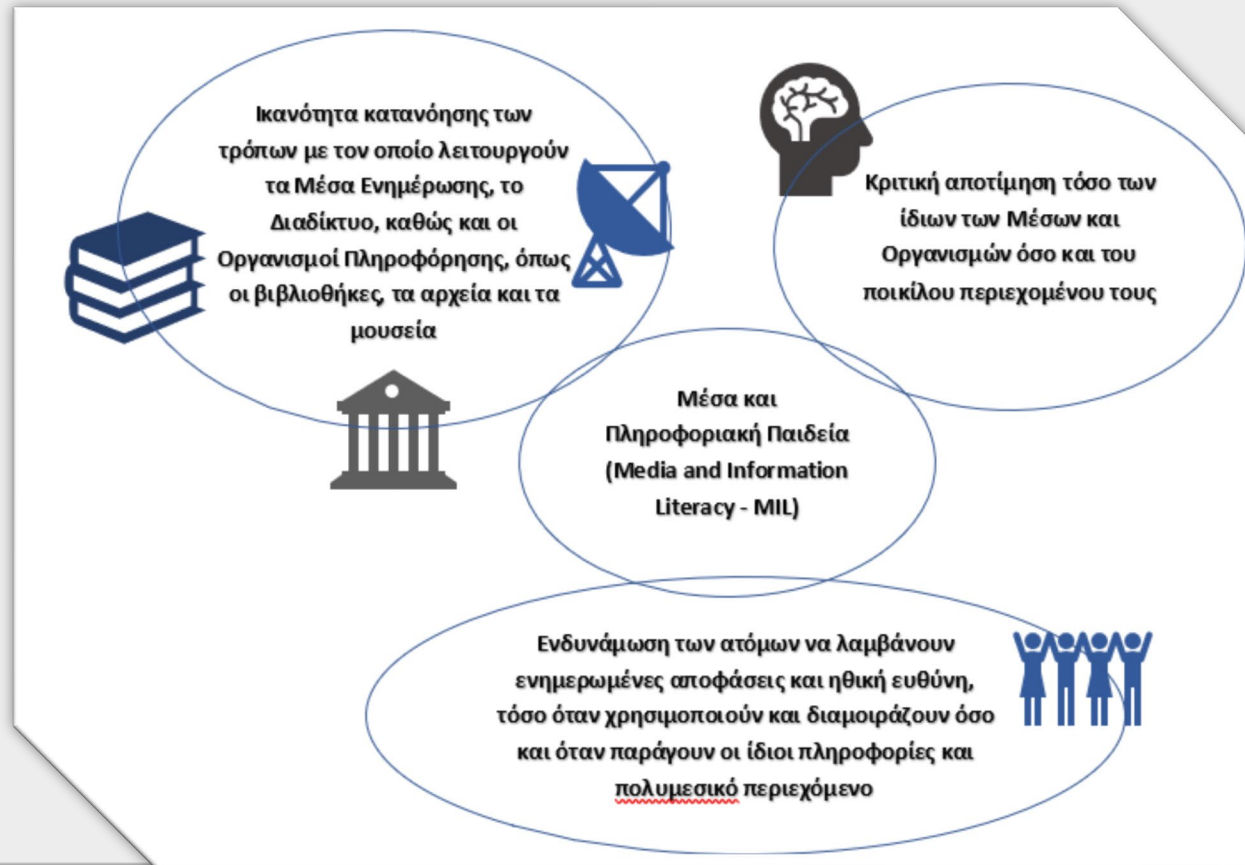 Ικανότητα κατανόησης των
τρόπων με τον οποίο λειτουργούν
τα Μέσα Ενημέρωσης, το
Διαδίκτυο, καθώς και οι
Οργανισμοί Πληροφόρησης, όπως
οι βιβλιοθήκες, τα αρχεία και τα
μουσεία
Κριτική αποτίμηση τόσο των
ίδιων των Μέσων και
Οργανισμών όσο και του
ποικίλου περιεχομένου τους
Μέσα και
Πληροφοριακή Παιδεία
(Media and Information
Literacy - MIL)
Ενδυνάμωση των ατόμων να λαμβάνουν
ενημερωμένες αποφάσεις και ηθική ευθύνη,
τόσο όταν χρησιμοποιούν και διαμοιράζουν όσο
και όταν παράγουν οι ίδιοι πληροφορίες και
πολυμεσικό περιεχόμενο